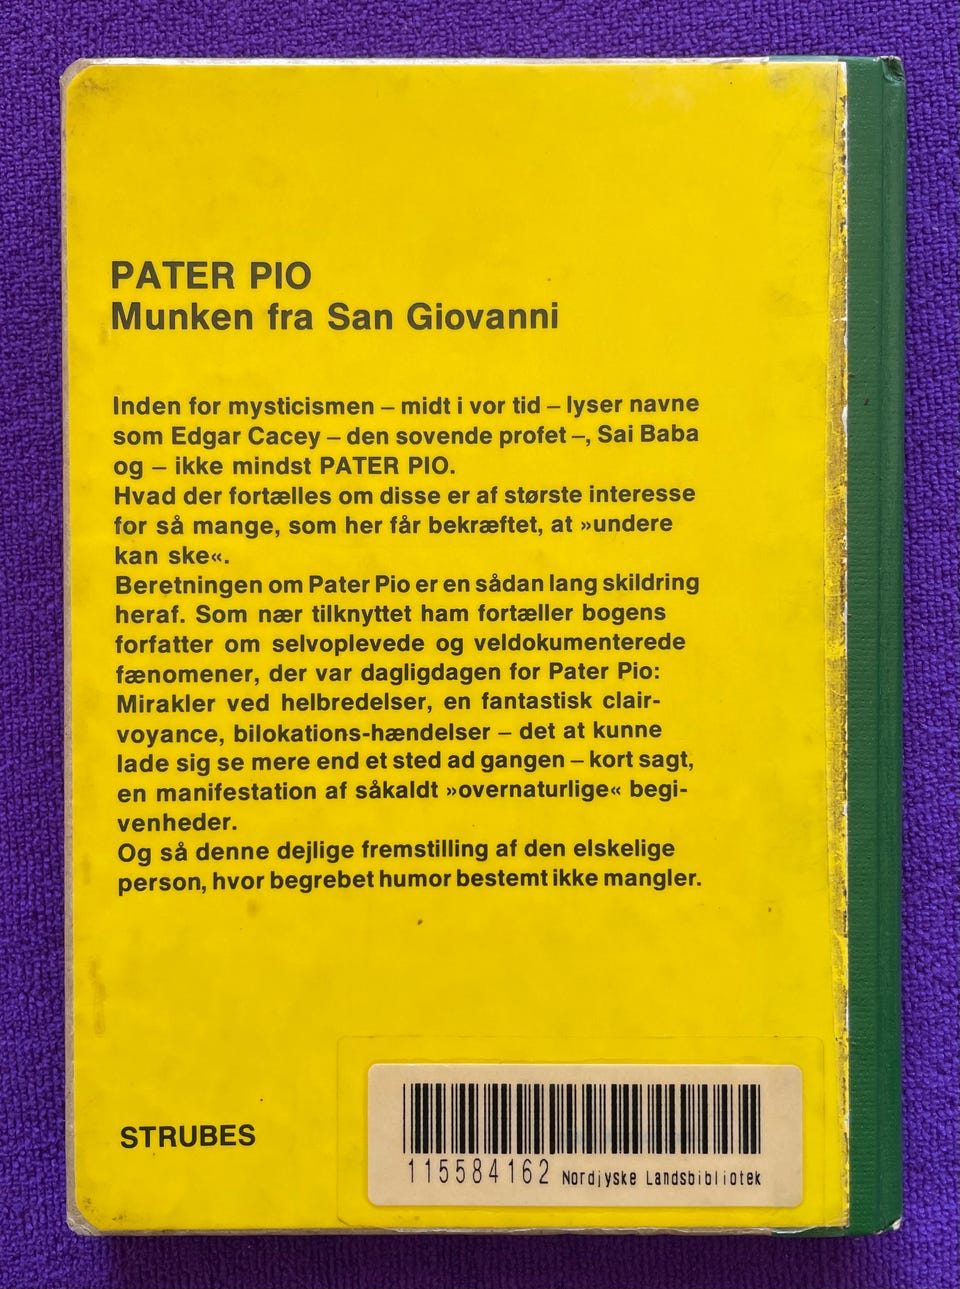 PATER PIO
Munken fra San Giovanni
Inden for mysticismen – midt i vor tid – lyser navne
som Edgar Cacey – den sovende profet –, Sai Baba
og – ikke mindst PATER PIO.
Hvad der fortælles om disse er af største interesse
for så mange, som her får bekræftet, at »undere
kan ske«.
Beretningen om Pater Pio er en sådan lang skildring
heraf. Som nær tilknyttet ham fortæller bogens
forfatter om selvoplevede og veldokumenterede
fænomener, der var dagligdagen for Pater Pio:
Mirakler ved helbredelser, en fantastisk clair-
voyance, bilokations-hændelser – det at kunne
lade sig se mere end et sted ad gangen – kort sagt,
en manifestation af såkaldt »overnaturlige« begi-
venheder.
Og så denne dejlige fremstilling af den elskelige
person, hvor begrebet humor bestemt ikke mangler.
STRUBES
115584162 Nordjyske Landsbibliotek